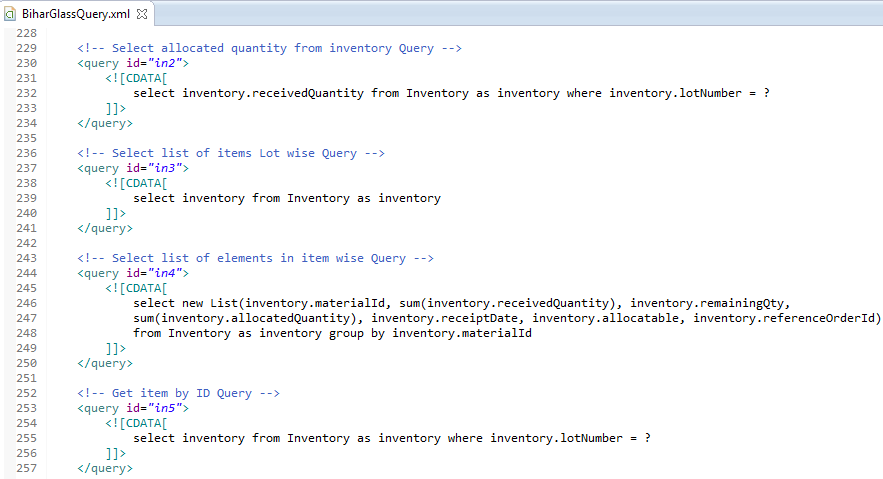 BiharGlassQuery.xml
228
229 <!-- Select allocated quantity from inventory Query -->
230 <query id="in2">
231 <![CDATA[
232 select inventory.receivedQuantity from Inventory as inventory where inventory.lotNumber = ?
233 ]]>
234 </query>
235
236 <!-- Select list of items Lot wise Query -->
237 <query id="in3">
238 <![CDATA[
239 select inventory from Inventory as inventory
240 ]]>
241 </query>
242
243 <!-- Select list of elements in item wise Query -->
244 <query id="in4">
245 <![CDATA[
246 select new List(inventory.materialId, sum(inventory.receivedQuantity), inventory.remainingQty,
247 sum(inventory.allocatedQuantity), inventory.receiptDate, inventory.allocatable, inventory.referenceOrderId)
248 from Inventory as inventory group by inventory.materialId
249 ]]>
250 </query>
251
252 <!-- Get item by ID Query -->
253 <query id="in5">
254 <![CDATA[
255 select inventory from Inventory as inventory where inventory.lotNumber = ?
256 ]]>
257 </query>